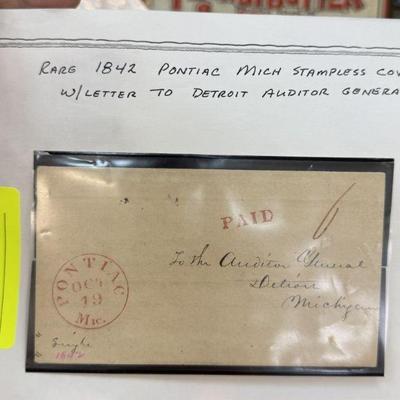 RARE 1842 PONTIAC MICH STAMPLESS COV
W/LETTER TO DETROIT AUDITOR GENERA
PAID
6
To the Auditor General
Detroit
Michigan
PONTIAC
OCT
19
Mic.
" Single "
1842